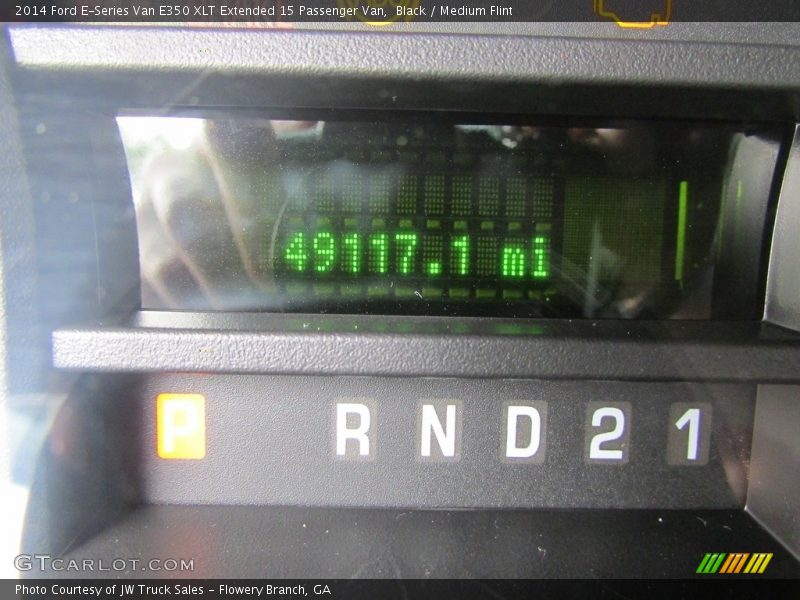 2014 Ford E-Series Van E350 XLT Extended 15 Passenger Van,  Black / Medium Flint
49117.1 mi
P R N D 2 1
GTCARLOT.COM
Photo Courtesy of JW Truck Sales - Flowery Branch, GA